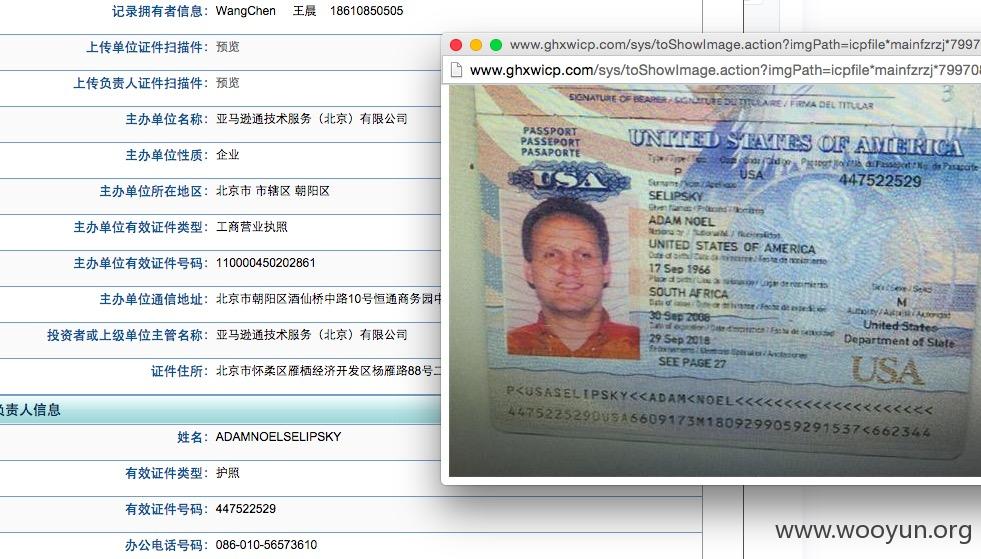 记录拥有者信息： WangChen 王晨 18610850505
上传单位证件扫描件： 预览
上传负责人证件扫描件： 预览
主办单位名称： 亚马逊通技术服务（北京）有限公司
主办单位性质： 企业
主办单位所在地区： 北京市 市辖区 朝阳区
主办单位有效证件类型： 工商营业执照
主办单位有效证件号码： 110000450202861
主办单位通信地址： 北京市朝阳区酒仙桥中路10号恒通商务园
投资者或上级单位主管名称： 亚马逊通技术服务（北京）有限公司
证件住所： 北京市怀柔区雁栖经济开发区杨雁路88号
负责人信息
姓名： ADAMNOELSELIPSKY
有效证件类型： 护照
有效证件号码： 447522529
办公电话号码： 086-010-56573610
www.ghxwicp.com/sys/toShowImage.action?imgPath=icpfile*mainfzrzj*7997
www.ghxwicp.com/sys/toShowImage.action?imgPath=icpfile*mainfzrzj*79970
SIGNATURE OF BEARER / SIGNATURE DU TITULAIRE / FIRMA DEL TITULAR
3
PASSPORT
PASSEPORT
PASAPORTE
USA
UNITED STATES OF AMERICA
P USA 447522529
SELIPSKY
ADAM NOEL
UNITED STATES OF AMERICA
17 Sep 1966
SOUTH AFRICA
M
30 Sep 2008
United States
29 Sep 2018
Department of State
SEE PAGE 27
USA
P<USASELIPSKY<<ADAM<NOEL<<<<<<<<<<<<<<<<<<<<
4475225290USA6609173M1809299059291537<662344
www.wooyun.org